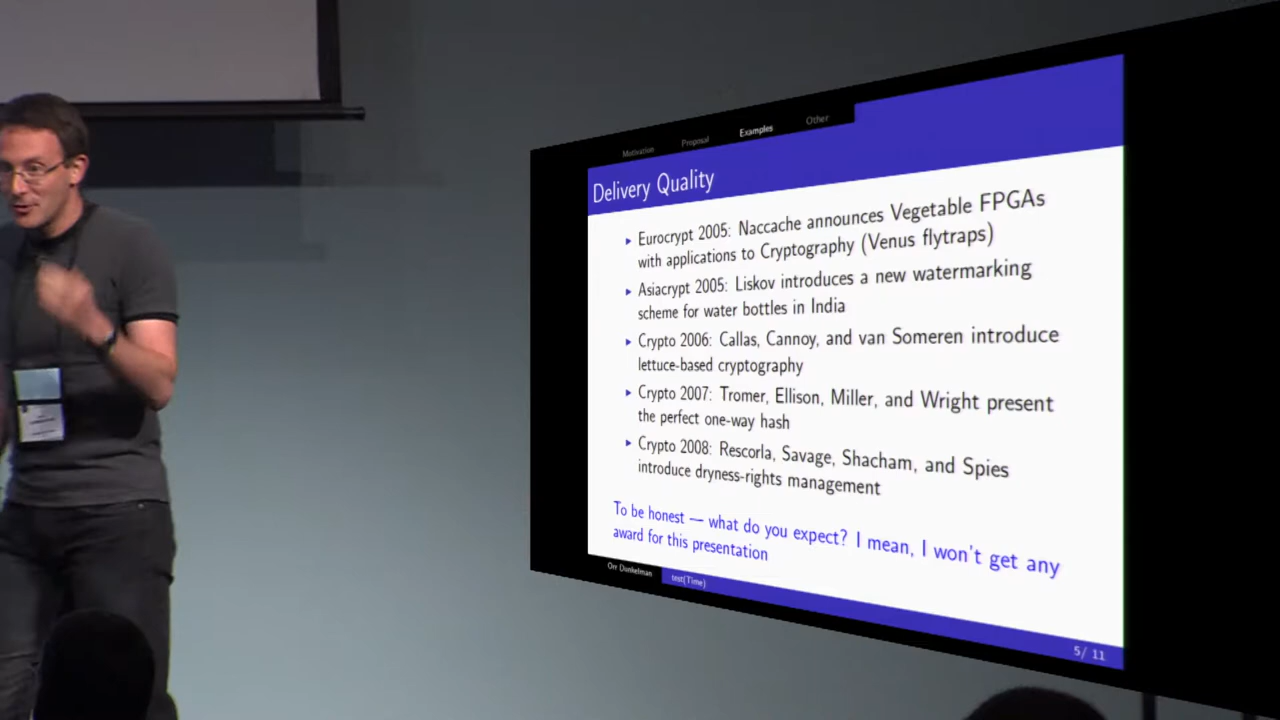 Motivation Proposal Examples Other
Delivery Quality
Eurocrypt 2005: Naccache announces Vegetable FPGAs
with applications to Cryptography (Venus flytraps)
Asiacrypt 2005: Liskov introduces a new watermarking
scheme for water bottles in India
Crypto 2006: Callas, Cannoy, and van Someren introduce
lettuce-based cryptography
Crypto 2007: Tromer, Ellison, Miller, and Wright present
the perfect one-way hash
Crypto 2008: Rescorla, Savage, Shacham, and Spies
introduce dryness-rights management
To be honest — what do you expect? I mean, I won't get any
award for this presentation
Orr Dunkelman test(Time)
5/ 11